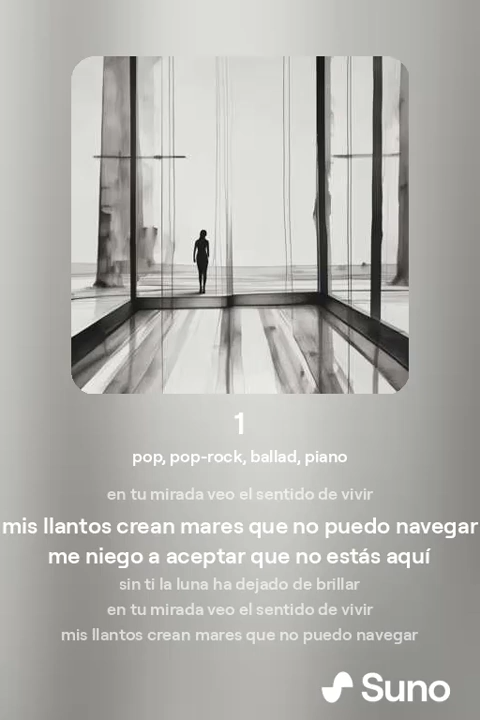 1
pop, pop-rock, ballad, piano
en tu mirada veo el sentido de vivir
mis llantos crean mares que no puedo navegar
me niego a aceptar que no estás aquí
sin ti la luna ha dejado de brillar
en tu mirada veo el sentido de vivir
mis llantos crean mares que no puedo navegar
Suno